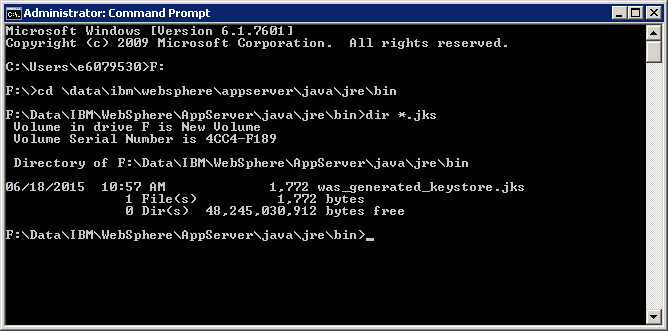 Administrator: Command Prompt
Microsoft Windows [Version 6.1.7601]
Copyright (c) 2009 Microsoft Corporation.  All rights reserved.
C:\Users\e6079530>F:
F:\>cd \data\ibm\websphere\appserver\java\jre\bin
F:\Data\IBM\WebSphere\AppServer\java\jre\bin>dir *.jks
 Volume in drive F is New Volume
 Volume Serial Number is 4CC4-F189
 Directory of F:\Data\IBM\WebSphere\AppServer\java\jre\bin
06/18/2015  10:57 AM             1,772 was_generated_keystore.jks
               1 File(s)          1,772 bytes
               0 Dir(s)  48,245,030,912 bytes free
F:\Data\IBM\WebSphere\AppServer\java\jre\bin>_